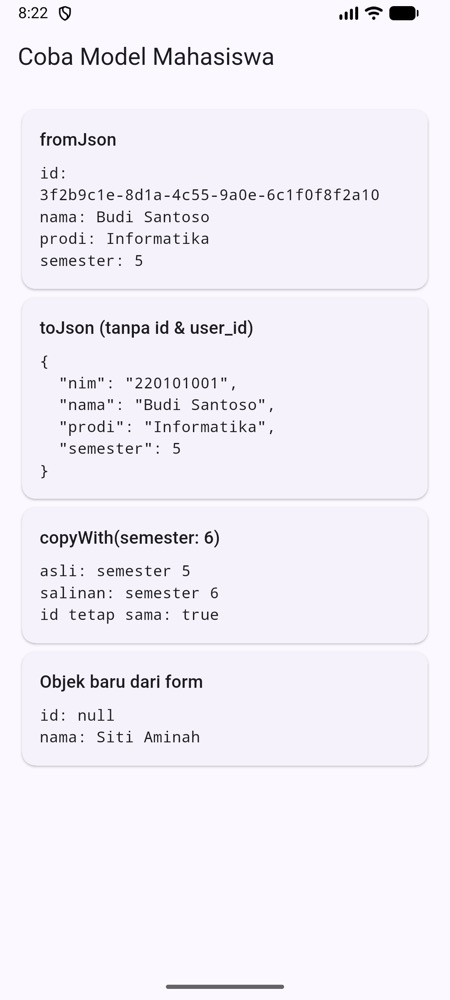 8:22
Coba Model Mahasiswa
fromJson
id:
3f2b9c1e-8d1a-4c55-9a0e-6c1f0f8f2a10
nama: Budi Santoso
prodi: Informatika
semester: 5
toJson (tanpa id & user_id)
{
  "nim": "220101001",
  "nama": "Budi Santoso",
  "prodi": "Informatika",
  "semester": 5
}
copyWith(semester: 6)
asli: semester 5
salinan: semester 6
id tetap sama: true
Objek baru dari form
id: null
nama: Siti Aminah